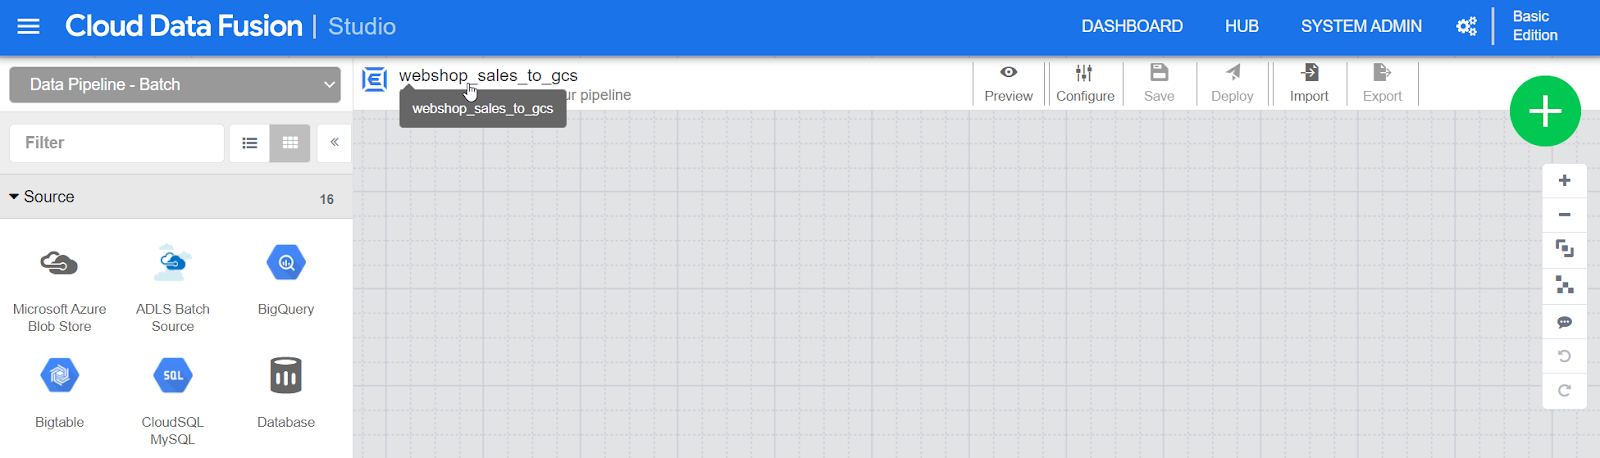 Cloud Data Fusion | Studio
DASHBOARD
HUB
SYSTEM ADMIN
Basic
Edition
Data Pipeline - Batch
webshop_sales_to_gcs
pipeline
webshop_sales_to_gcs
Preview
Configure
Save
Deploy
Import
Export
Filter
Source
16
Microsoft Azure
Blob Store
ADLS Batch
Source
BigQuery
Bigtable
SQL
CloudSQL
MySQL
Database